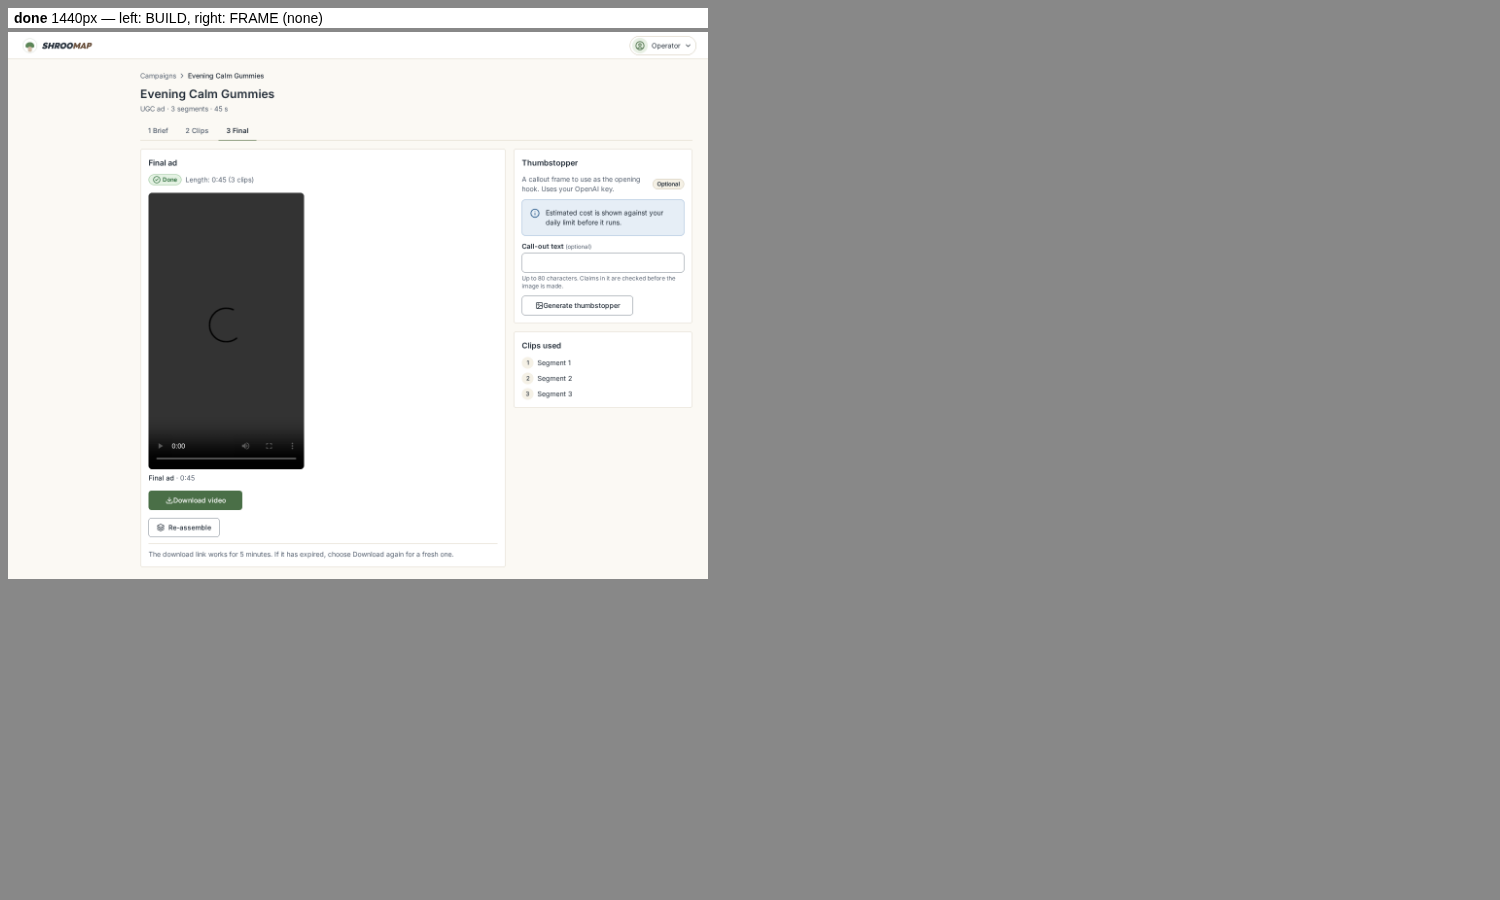 done 1440px — left: BUILD, right: FRAME (none)
SHROOMAP
Operator
Campaigns > Evening Calm Gummies
Evening Calm Gummies
UGC ad · 3 segments · 45 s
1 Brief 2 Clips 3 Final
Final ad
Done Length: 0:45 (3 clips)
0:00
Final ad · 0:45
Download video
Re-assemble
The download link works for 5 minutes. If it has expired, choose Download again for a fresh one.
Thumbstopper
A callout frame to use as the opening
hook. Uses your OpenAI key.
Optional
Estimated cost is shown against your
daily limit before it runs.
Call-out text (optional)
Up to 80 characters. Claims in it are checked before the
image is made.
Generate thumbstopper
Clips used
1 Segment 1
2 Segment 2
3 Segment 3